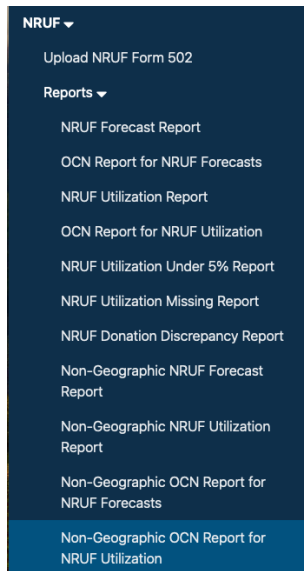 NRUF
Upload NRUF Form 502
Reports
NRUF Forecast Report
OCN Report for NRUF Forecasts
NRUF Utilization Report
OCN Report for NRUF Utilization
NRUF Utilization Under 5% Report
NRUF Utilization Missing Report
NRUF Donation Discrepancy Report
Non-Geographic NRUF Forecast
Report
Non-Geographic NRUF Utilization
Report
Non-Geographic OCN Report for
NRUF Forecasts
Non-Geographic OCN Report for
NRUF Utilization